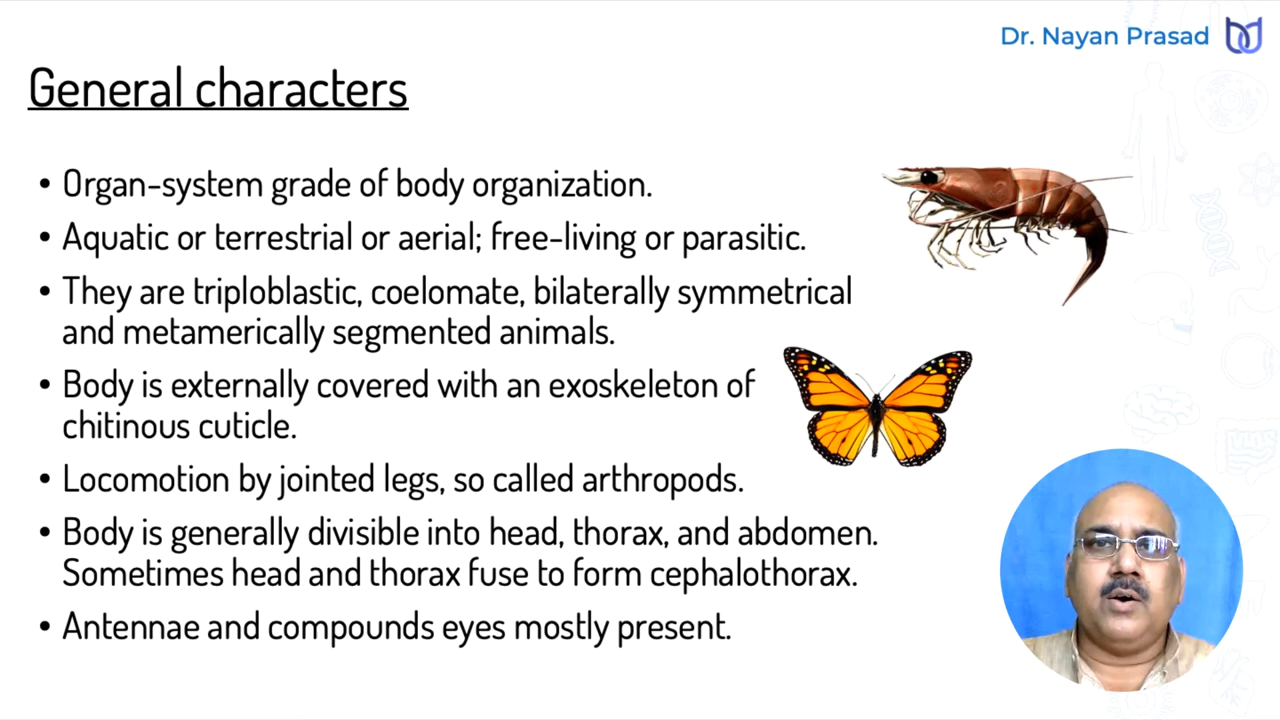 Dr. Nayan Prasad
General characters
• Organ-system grade of body organization.
• Aquatic or terrestrial or aerial; free-living or parasitic.
• They are triploblastic, coelomate, bilaterally symmetrical
and metamerically segmented animals.
• Body is externally covered with an exoskeleton of
chitinous cuticle.
• Locomotion by jointed legs, so called arthropods.
• Body is generally divisible into head, thorax, and abdomen.
Sometimes head and thorax fuse to form cephalothorax.
• Antennae and compounds eyes mostly present.